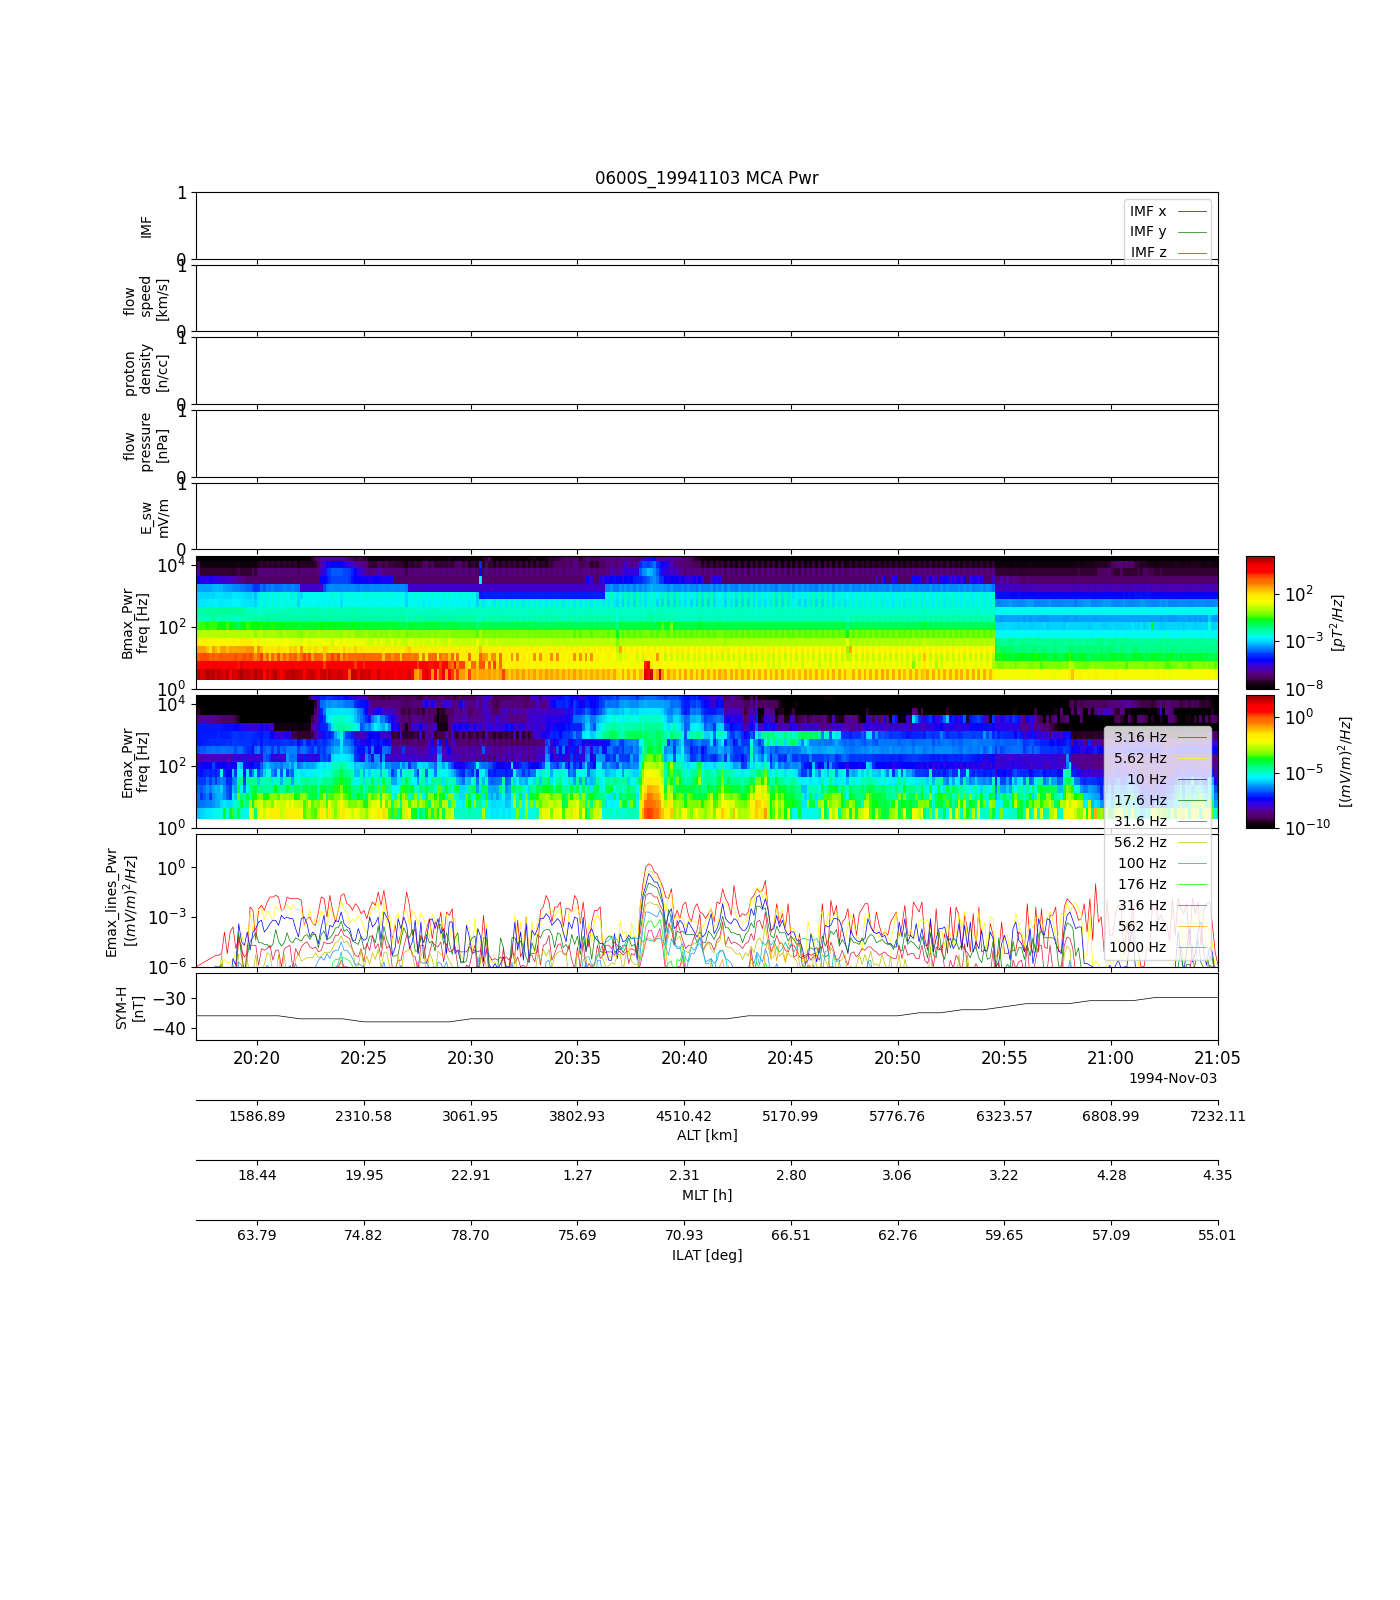 0600S_19941103 MCA Pwr
1
IMF
0
IMF x
IMF y
IMF z
1
flow
speed
[km/s]
0
1
proton
density
[n/cc]
0
1
flow
pressure
[nPa]
0
1
E_sw
mV/m
0
10^4
10^2
10^0
Bmax_Pwr
freq [Hz]
10^2
10^-3
10^-8
[pT^2/Hz]
10^4
10^2
10^0
Emax_Pwr
freq [Hz]
10^0
10^-5
10^-10
[(mV/m)^2/Hz]
3.16 Hz
5.62 Hz
10 Hz
17.6 Hz
31.6 Hz
56.2 Hz
100 Hz
176 Hz
316 Hz
562 Hz
1000 Hz
10^0
10^-3
10^-6
Emax_lines_Pwr
[(mV/m)^2/Hz]
−30
−40
SYM-H
[nT]
20:20 20:25 20:30 20:35 20:40 20:45 20:50 20:55 21:00 21:05
1994-Nov-03
1586.89 2310.58 3061.95 3802.93 4510.42 5170.99 5776.76 6323.57 6808.99 7232.11
ALT [km]
18.44 19.95 22.91 1.27 2.31 2.80 3.06 3.22 4.28 4.35
MLT [h]
63.79 74.82 78.70 75.69 70.93 66.51 62.76 59.65 57.09 55.01
ILAT [deg]